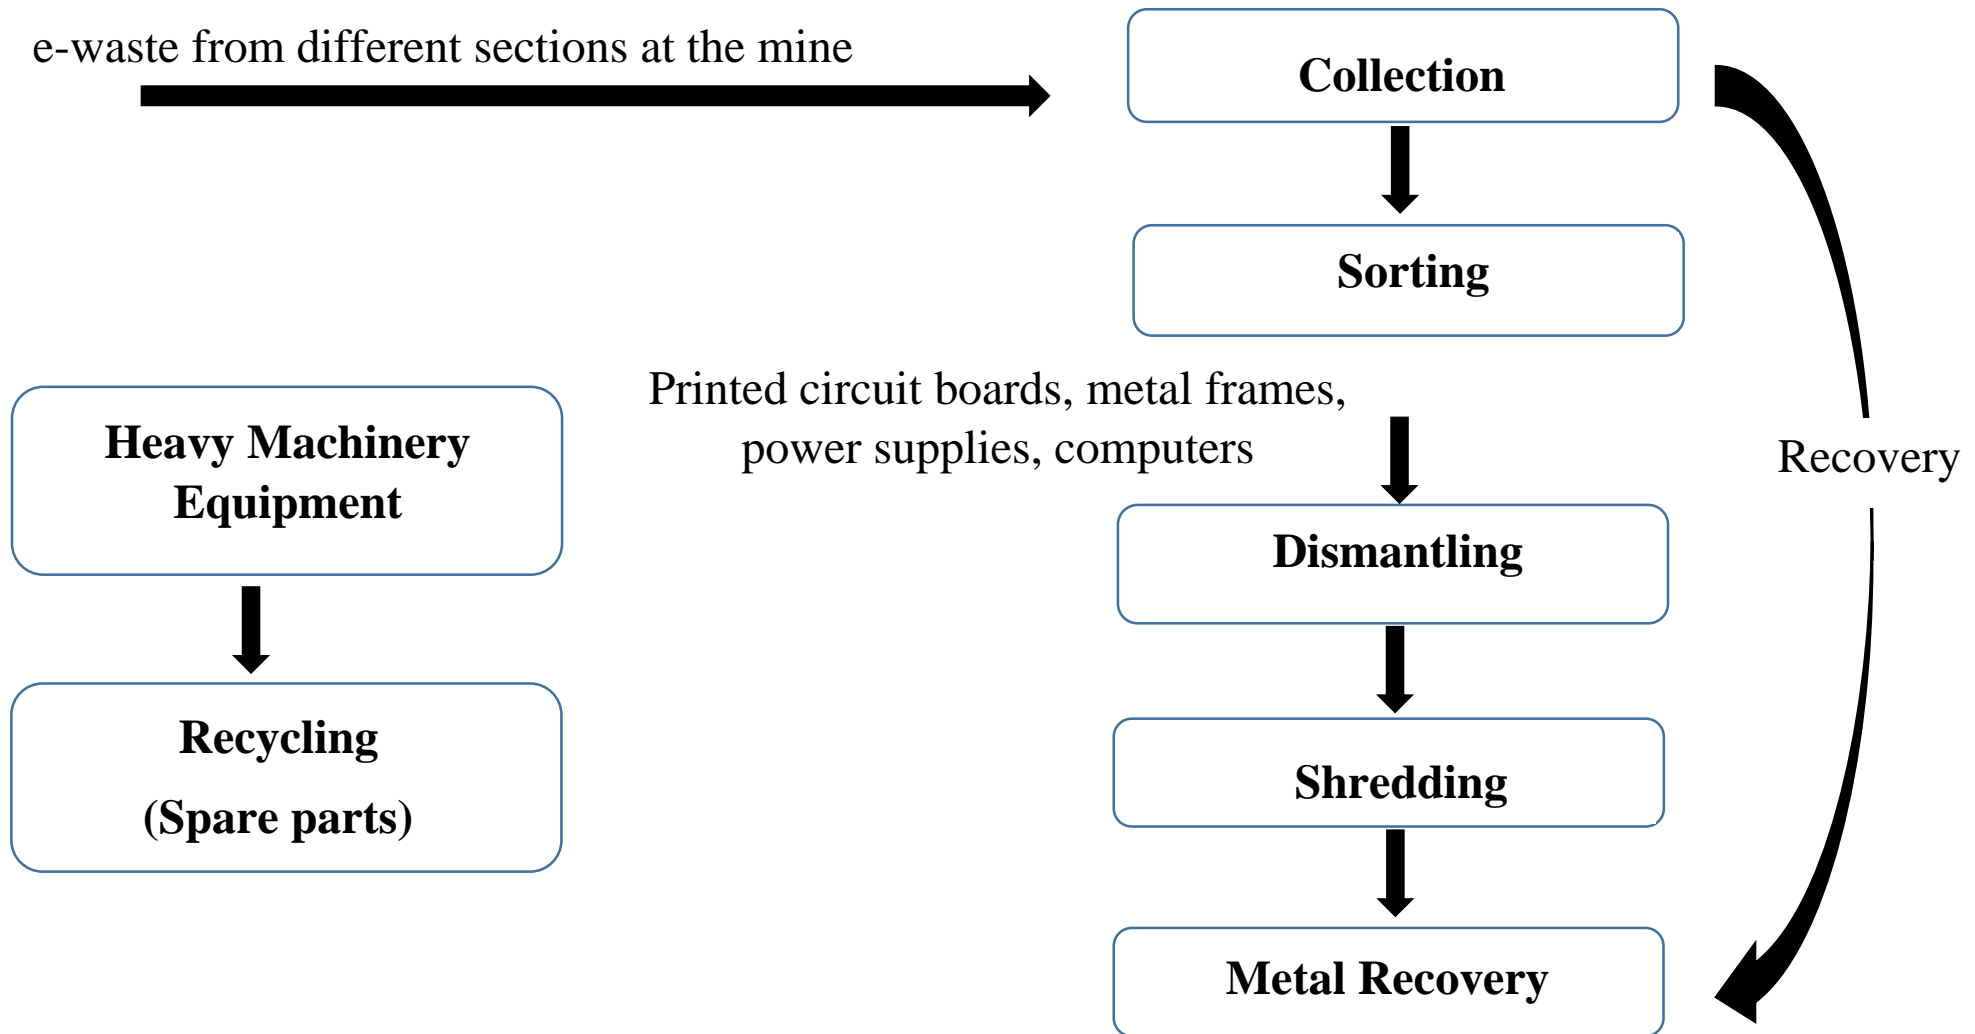 e-waste from different sections at the mine
Collection
Sorting
Printed circuit boards, metal frames,
power supplies, computers
Heavy Machinery
Equipment
Recovery
Dismantling
Recycling
(Spare parts)
Shredding
Metal Recovery